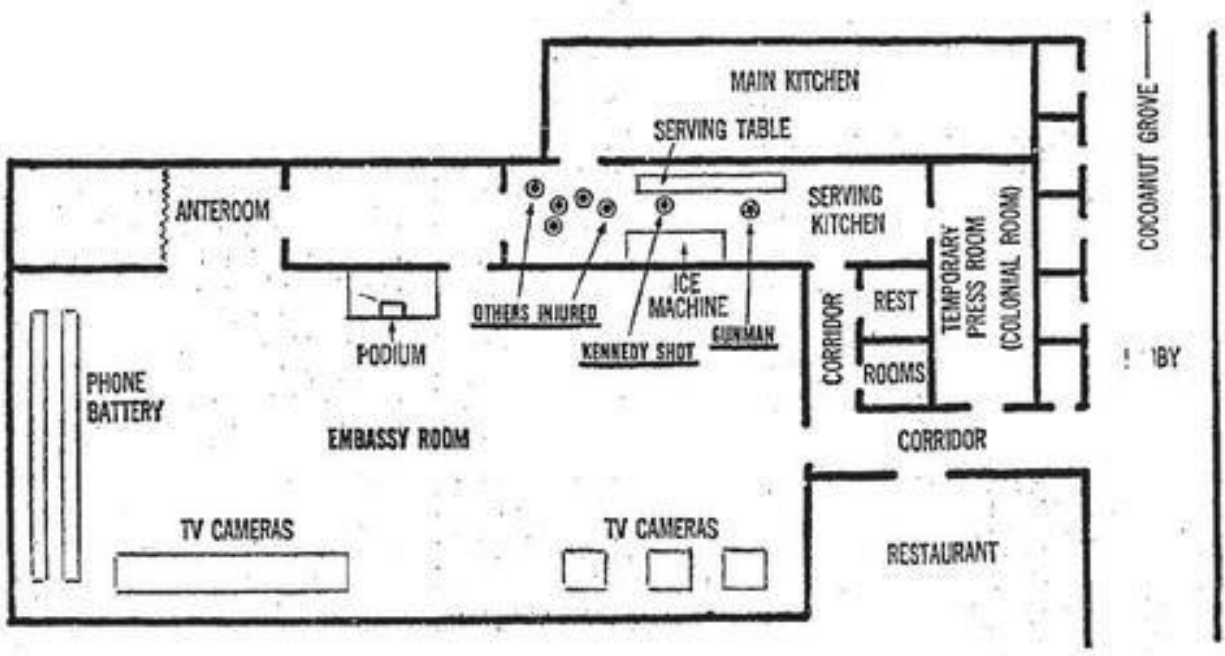 MAIN KITCHEN
COCOANUT GROVE
SERVING TABLE
ANTEROOM
SERVING
KITCHEN
TEMPORARY
PRESS ROOM
(COLONIAL ROOM)
ICE
MACHINE
OTHERS INJURED
KENNEDY SHOT
GUNMAN
CORRIDOR
REST
ROOMS
PODIUM
PHONE
BATTERY
EMBASSY ROOM
CORRIDOR
TV CAMERAS
TV CAMERAS
RESTAURANT